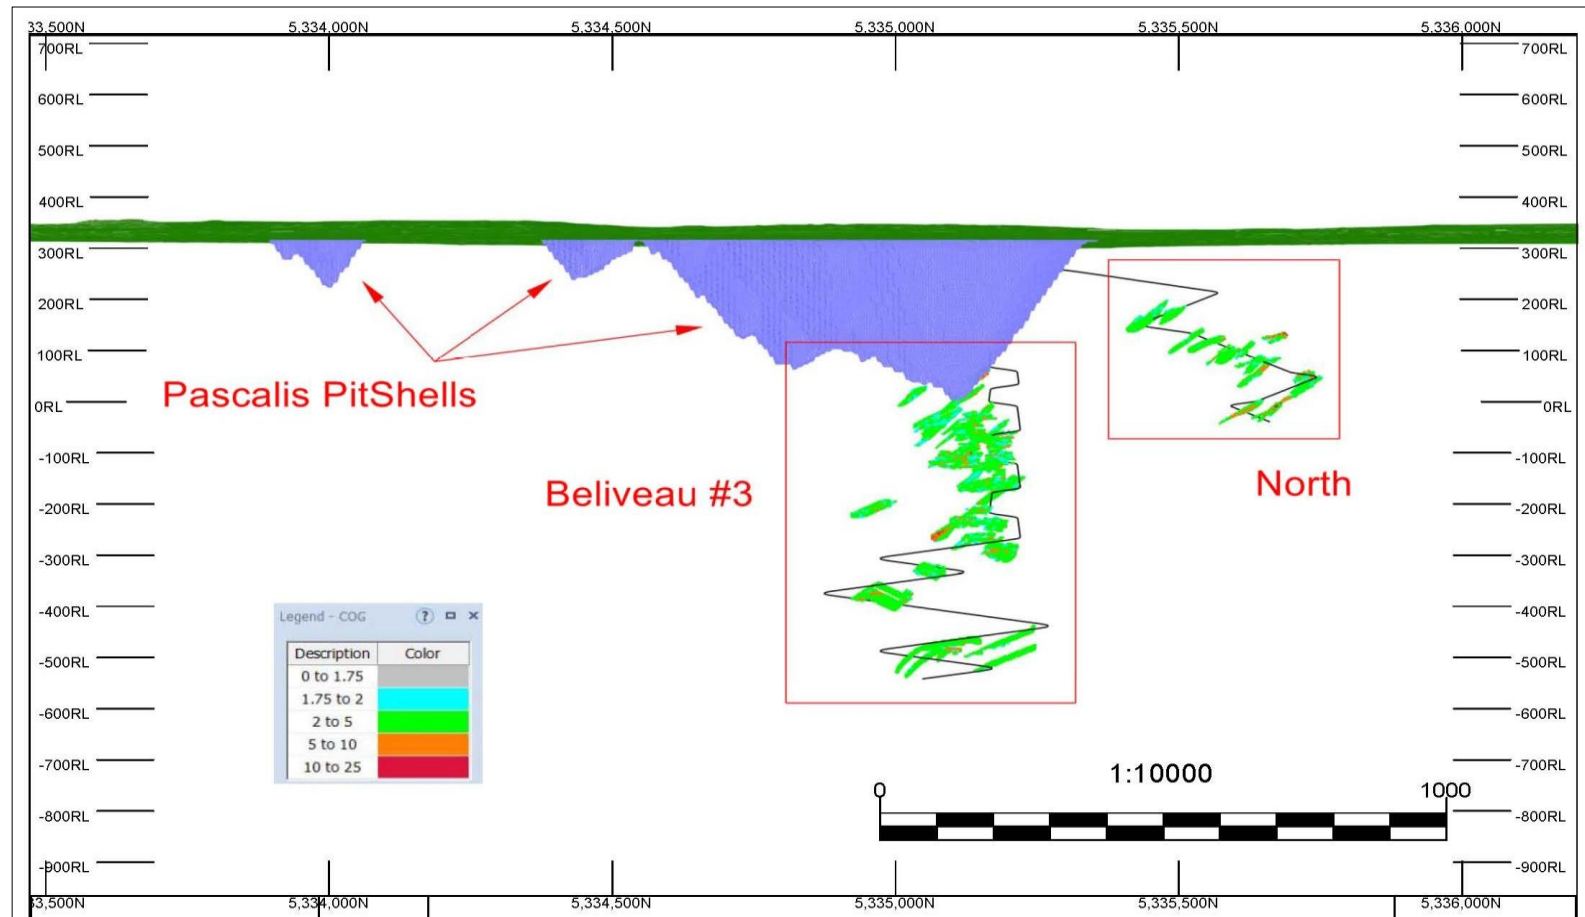 33,500N 5,334,000N 5,334,500N 5,335,000N 5,335,500N 5,336,000N
700RL 700RL
600RL 600RL
500RL 500RL
400RL 400RL
300RL 300RL
200RL 200RL
100RL 100RL
Pascalis PitShells
0RL 0RL
-100RL -100RL
Beliveau #3 North
-200RL -200RL
-300RL -300RL
-400RL -400RL
Legend - COG ?
Description Color
-500RL -500RL
0 to 1.75
1.75 to 2
-600RL -600RL
2 to 5
5 to 10
-700RL -700RL
10 to 25
1:10000
0 1000
-800RL -800RL
-900RL -900RL
33,500N 5,334,000N 5,334,500N 5,335,000N 5,335,500N 5,336,000N